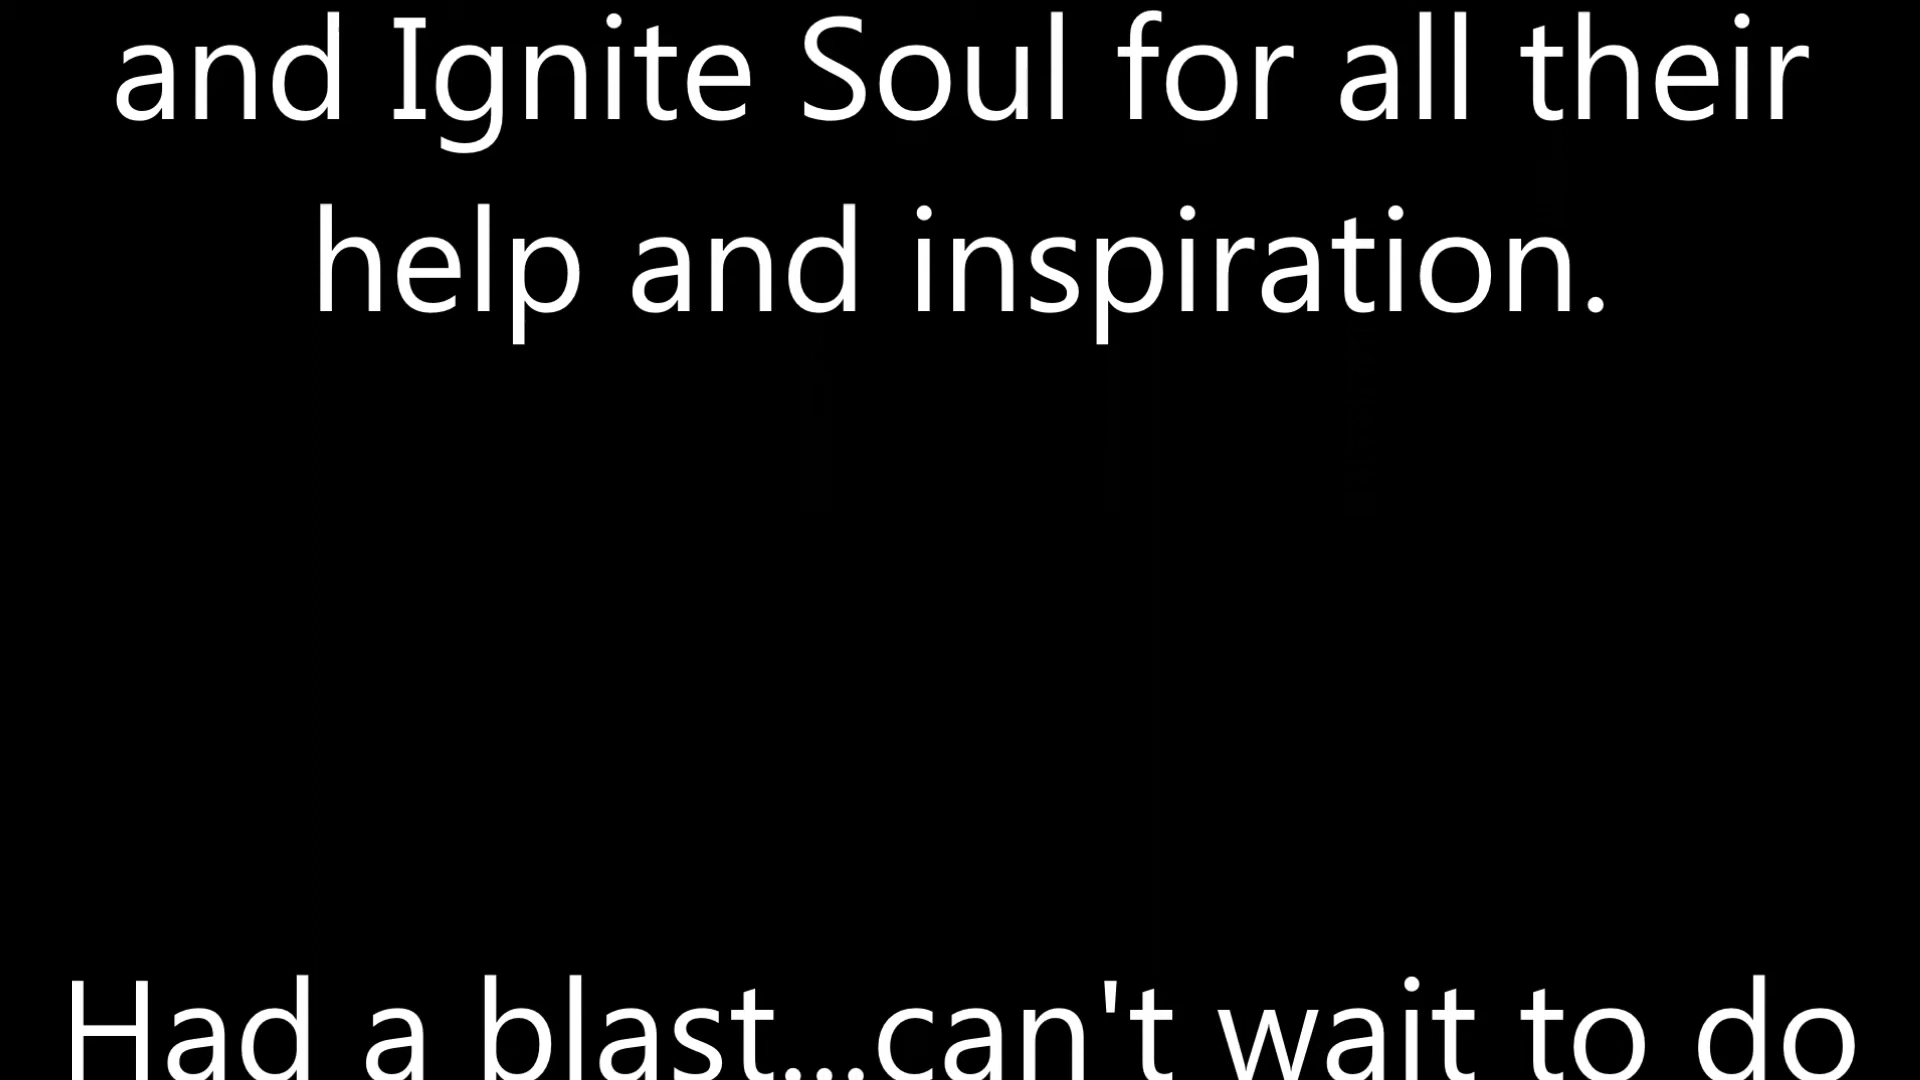 and Ignite Soul for all their
help and inspiration.
Had a blast...can't wait to do